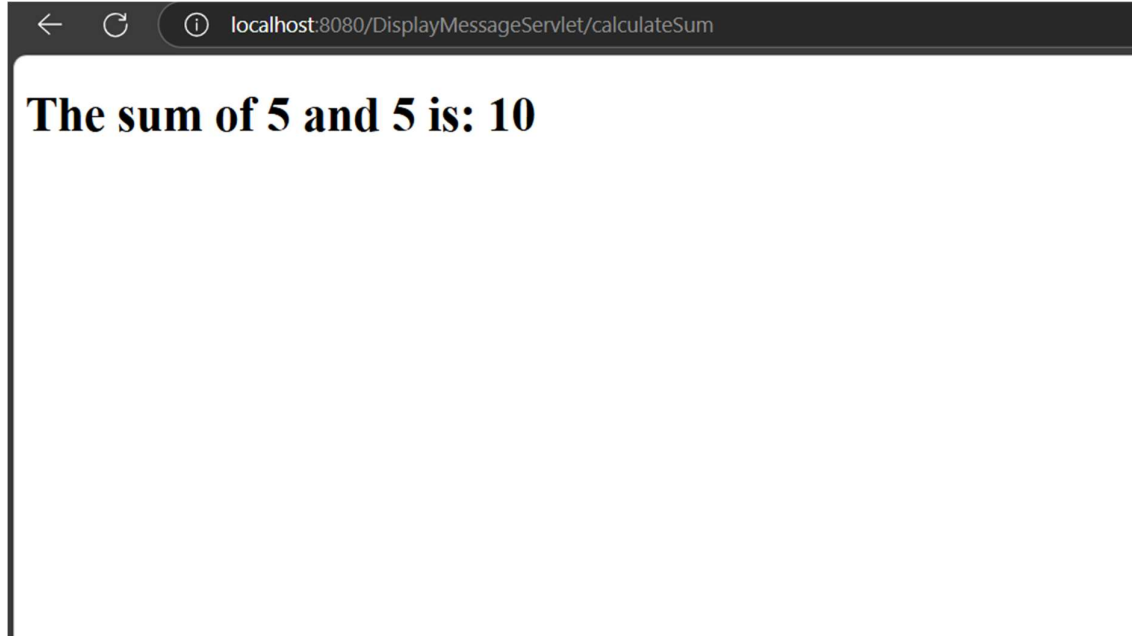 localhost:8080/DisplayMessageServlet/calculateSum
The sum of 5 and 5 is: 10